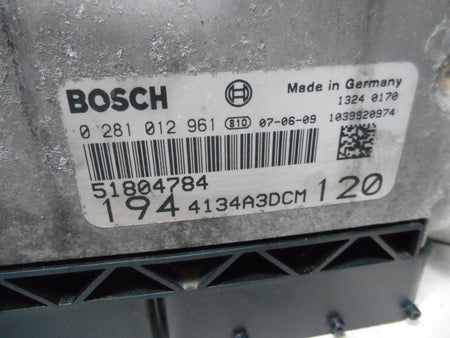 BOSCH
Made in Germany
1324 0170
0 281 012 961 810 07-06-09 1039S20974
51804784
194 4134A3DCM 120